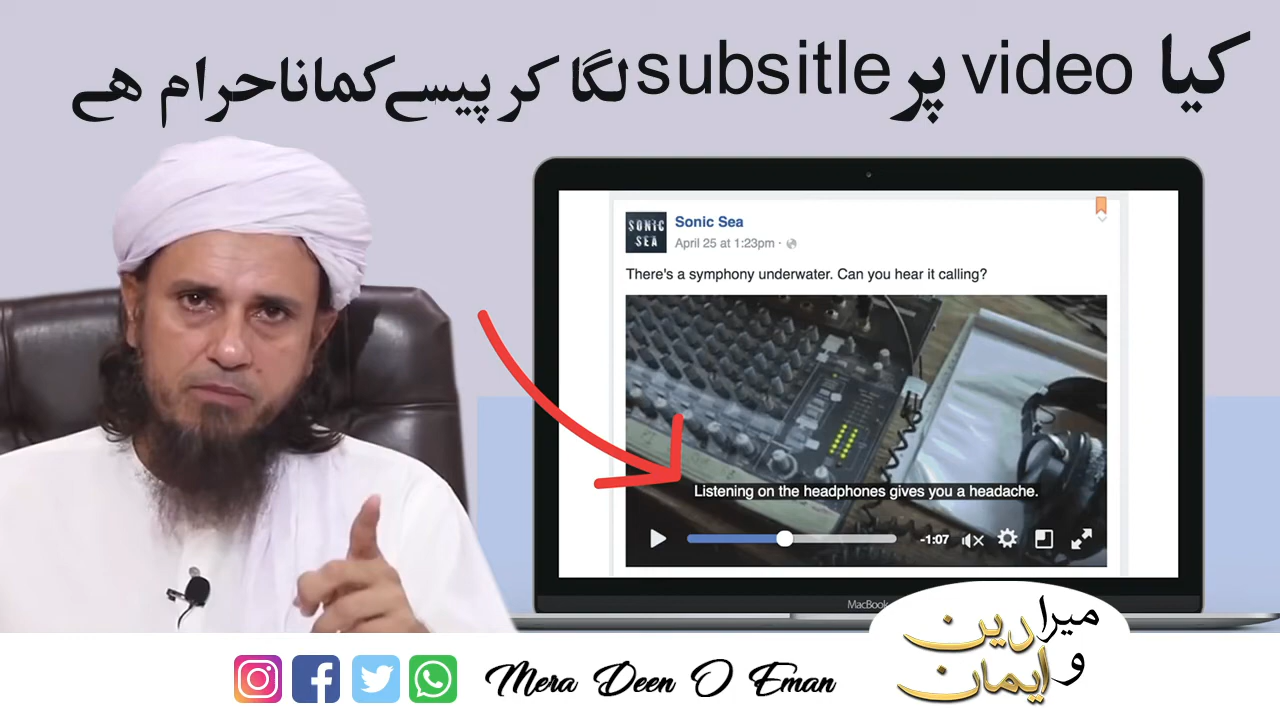 کیا video پر subsitle لگا کر پیسے کمانا حرام ھے
SONIC SEA
Sonic Sea
April 25 at 1:23pm ·
There's a symphony underwater. Can you hear it calling?
Listening on the headphones gives you a headache.
-1:07
MacBook
Mera Deen O Eman
میرا دین
و ایمان